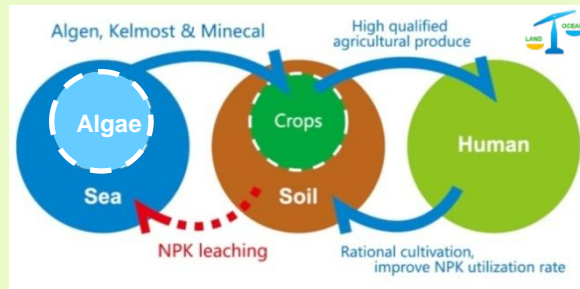 Algen, Kelmost & Minecal
High qualified
agricultural produce
LAND
OCEAN
Algae
Crops
Human
Sea
Soil
NPK leaching
Rational cultivation,
improve NPK utilization rate